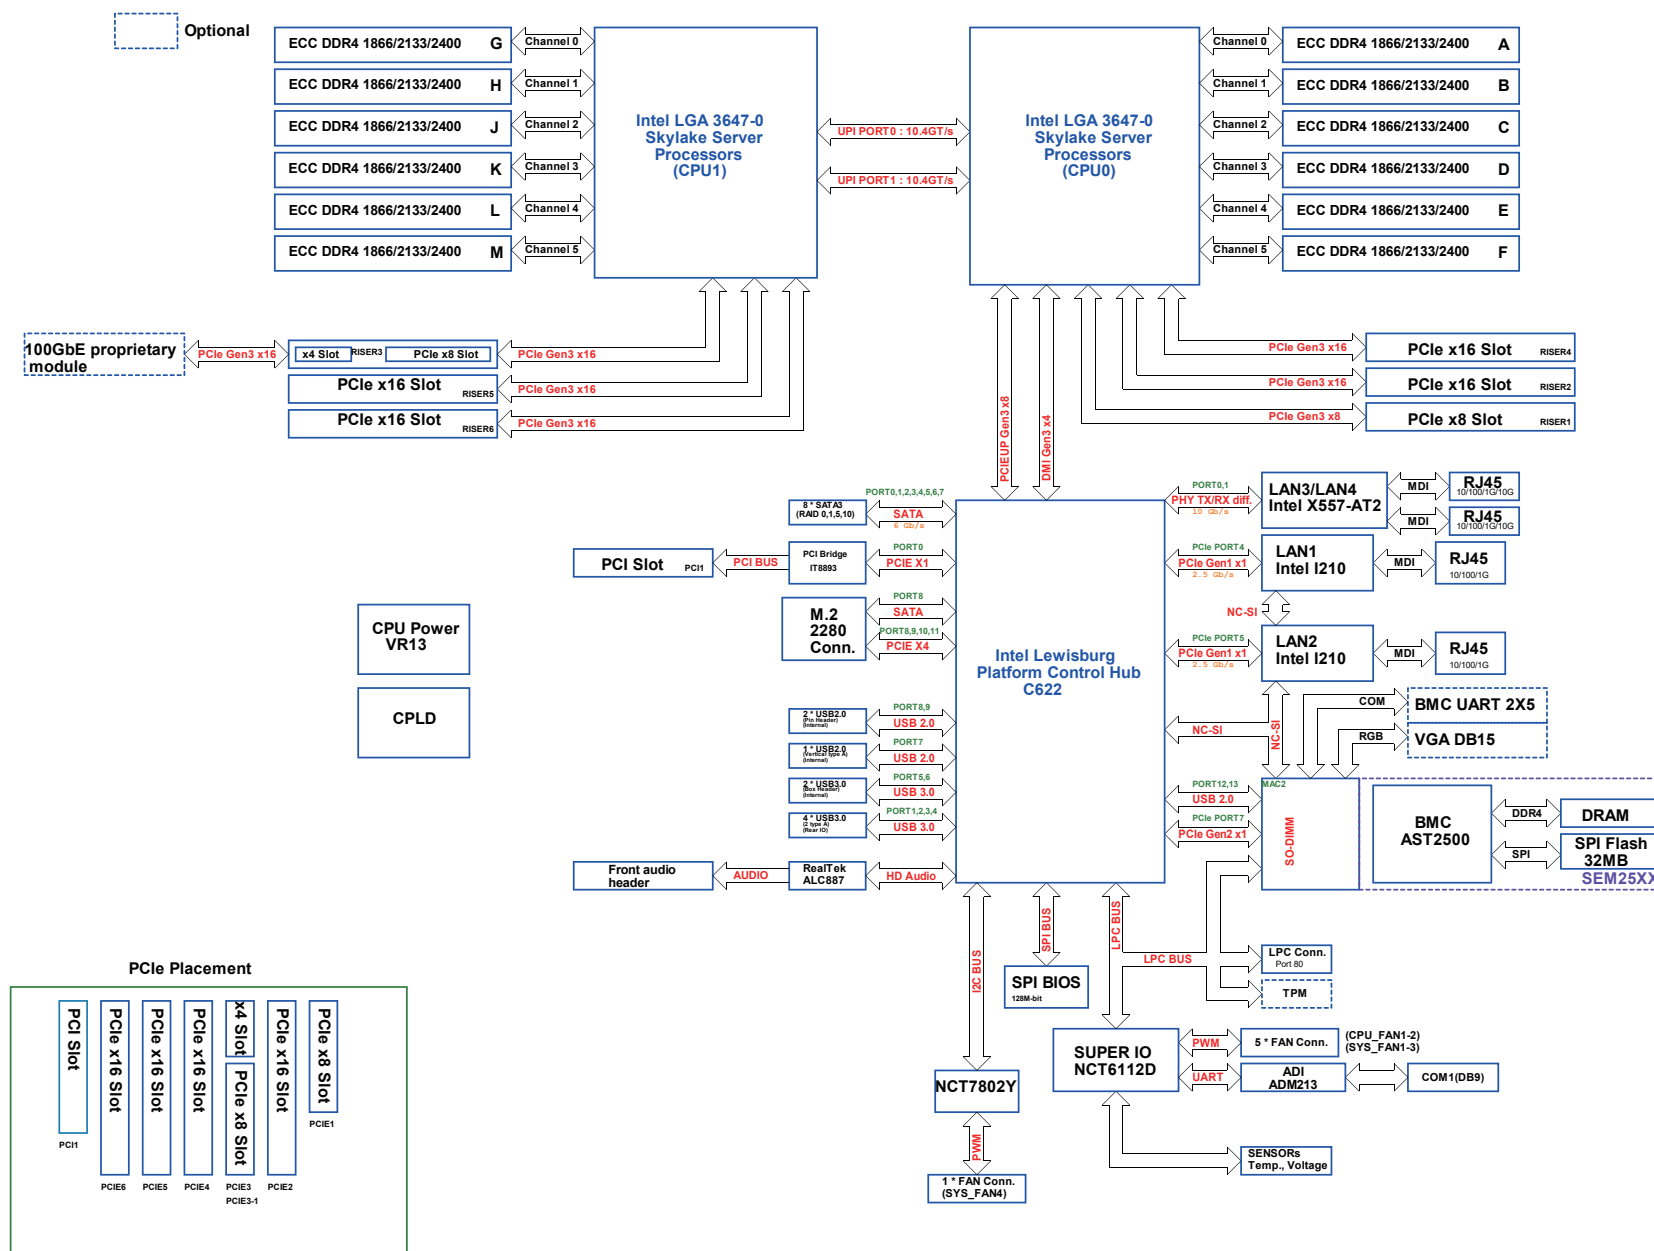 Optional
ECC DDR4 1866/2133/2400 G
Channel 0
ECC DDR4 1866/2133/2400 H
Channel 1
ECC DDR4 1866/2133/2400 J
Channel 2
ECC DDR4 1866/2133/2400 K
Channel 3
ECC DDR4 1866/2133/2400 L
Channel 4
ECC DDR4 1866/2133/2400 M
Channel 5
Intel LGA 3647-0
Skylake Server
Processors
(CPU1)
UPI PORT0 : 10.4GT/s
UPI PORT1 : 10.4GT/s
Intel LGA 3647-0
Skylake Server
Processors
(CPU0)
Channel 0
ECC DDR4 1866/2133/2400 A
Channel 1
ECC DDR4 1866/2133/2400 B
Channel 2
ECC DDR4 1866/2133/2400 C
Channel 3
ECC DDR4 1866/2133/2400 D
Channel 4
ECC DDR4 1866/2133/2400 E
Channel 5
ECC DDR4 1866/2133/2400 F
100GbE proprietary
module
PCIe Gen3 x16
x4 Slot
RISER3
PCIe x8 Slot
PCIe Gen3 x16
PCIe x16 Slot
RISER5
PCIe Gen3 x16
PCIe x16 Slot
RISER6
PCIe Gen3 x16
PCIe Gen3 x16
PCIe x16 Slot
RISER4
PCIe Gen3 x16
PCIe x16 Slot
RISER2
PCIe Gen3 x8
PCIe x8 Slot
RISER1
PCIEUP Gen3 x8
DMI Gen3 x4
8 * SATA3
(RAID 0,1,5,10)
PORT0,1,2,3,4,5,6,7
SATA
6 Gb/s
PCI Slot
PCI1
PCI BUS
PCI Bridge
IT8893
PORT0
PCIE X1
M.2
2280
Conn.
PORT8
SATA
PORT8,9,10,11
PCIE X4
2 * USB2.0
(Pin Header)
(Internal)
PORT8,9
USB 2.0
1 * USB2.0
(Vertical type A)
(Internal)
PORT7
USB 2.0
2 * USB3.0
(Box Header)
(Internal)
PORT5,6
USB 3.0
4 * USB3.0
(2 type A)
(Rear IO)
PORT1,2,3,4
USB 3.0
Front audio
header
AUDIO
RealTek
ALC887
HD Audio
Intel Lewisburg
Platform Control Hub
C622
CPU Power
VR13
CPLD
PORT0,1
PHY TX/RX diff.
10 Gb/s
LAN3/LAN4
Intel X557-AT2
MDI
RJ45
10/100/1G/10G
MDI
RJ45
10/100/1G/10G
PCIe PORT4
PCIe Gen1 x1
2.5 Gb/s
LAN1
Intel I210
MDI
RJ45
10/100/1G
NC-SI
PCIe PORT5
PCIe Gen1 x1
2.5 Gb/s
LAN2
Intel I210
MDI
RJ45
10/100/1G
NC-SI
NC-SI
COM
BMC UART 2X5
RGB
VGA DB15
PORT12,13
USB 2.0
PCIe PORT7
PCIe Gen2 x1
MAC2
SO-DIMM
BMC
AST2500
DDR4
DRAM
SPI
SPI Flash
32MB
SEM25XX
I2C BUS
SPI BUS
LPC BUS
LPC BUS
LPC Conn.
Port 80
TPM
SPI BIOS
128M-bit
SUPER IO
NCT6112D
PWM
5 * FAN Conn.
(CPU_FAN1-2)
(SYS_FAN1-3)
UART
ADI
ADM213
COM1(DB9)
SENSORs
Temp., Voltage
NCT7802Y
PWM
1 * FAN Conn.
(SYS_FAN4)
PCIe Placement
PCI Slot
PCIe x16 Slot
PCIe x16 Slot
PCIe x16 Slot
x4 Slot
PCIe x8 Slot
PCIe x16 Slot
PCIe x8 Slot
PCI1
PCIE6
PCIE5
PCIE4
PCIE3
PCIE3-1
PCIE2
PCIE1